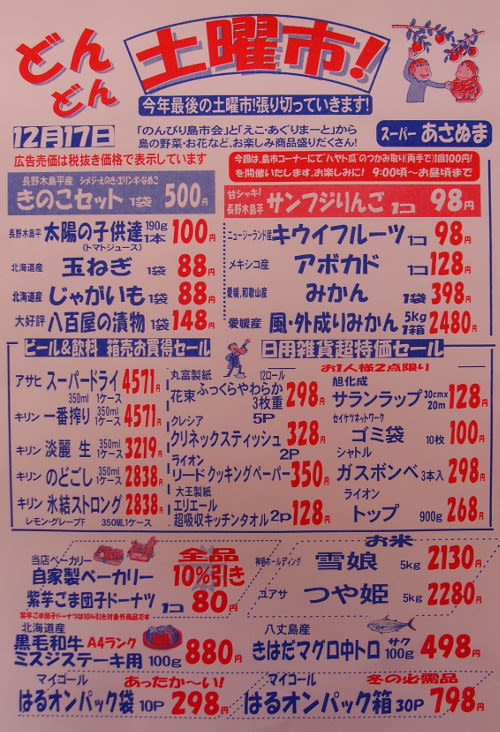 どんどん 土曜市!
今年最後の土曜市!張り切っていきます!
12月17日
「のんびり島市会」と「えこ・あぐりまーと」から
島の野菜・お花など、お楽しみ商品盛りだくさん!
スーパー あさぬま
広告売価は税抜き価格で表示しています
今回は、島市コーナーにて「ハヤト瓜」のつかみ取り(両手で)1回100円!
を開催いたします。お楽しみに! 9:00頃~お昼頃まで
長野木島平産 シメジ・えのき・エリンギ・なめこ
きのこセット 1袋 500円
長野木島平 太陽の子供達 190g 1本 100円
(トマトジュース)
北海道産 玉ねぎ 1袋 88円
北海道産 じゃがいも 1袋 88円
大好評 八百屋の漬物 1袋 148円
甘シャキ!
長野木島平 サンフジりんご 1コ 98円
ニュージーランド産 キウイフルーツ 1コ 98円
メキシコ産 アボカド 1コ 128円
愛媛、和歌山産 みかん 1袋 398円
愛媛産 風・外成りみかん 5kg 1箱 2480円
ビール&飲料 箱売お買得セール
アサヒ スーパードライ 4571円
350ml 1ケース
キリン 一番搾り 350ml 1ケース 4571円
キリン 淡麗 生 350ml 1ケース 3219円
キリン のどごし 350ml 1ケース 2838円
キリン 氷結ストロング 2838円
レモン・グレープF 350ML1ケース
日用雑貨超特価セール
お1人様2点限り
丸富製紙 12ロール
花束 ふっくらやわらか 298円
3枚重
クレシア 5P
クリネックスティッシュ 328円
ライオン 2P
リードクッキングペーパー 350円
大王製紙
エリエール
超吸収キッチンタオル 2P 128円
旭化成
サランラップ 30cmx20m 128円
セイケツネットワーク
ゴミ袋 10枚 100円
シャトル
ガスボンベ 3本入 298円
ライオン
トップ 900g 268円
当店ベーカリー
自家製ベーカリー 全品10%引き
紫芋ごま団子ドーナツ 1コ 80円
紫芋ごま団子ドーナツは10%引き対象外商品です
お米
神明ホールディング 雪娘 5kg 2130円
ユアサ つや姫 5kg 2280円
北海道産
黒毛和牛 A4ランク
ミスジステーキ用 100g 880円
八丈島産
きはだマグロ中トロ サク 100g 498円
マイコール あったか~い!
はるオンパック袋 10P 298円
マイコール 冬の必需品
はるオンパック箱 30P 798円